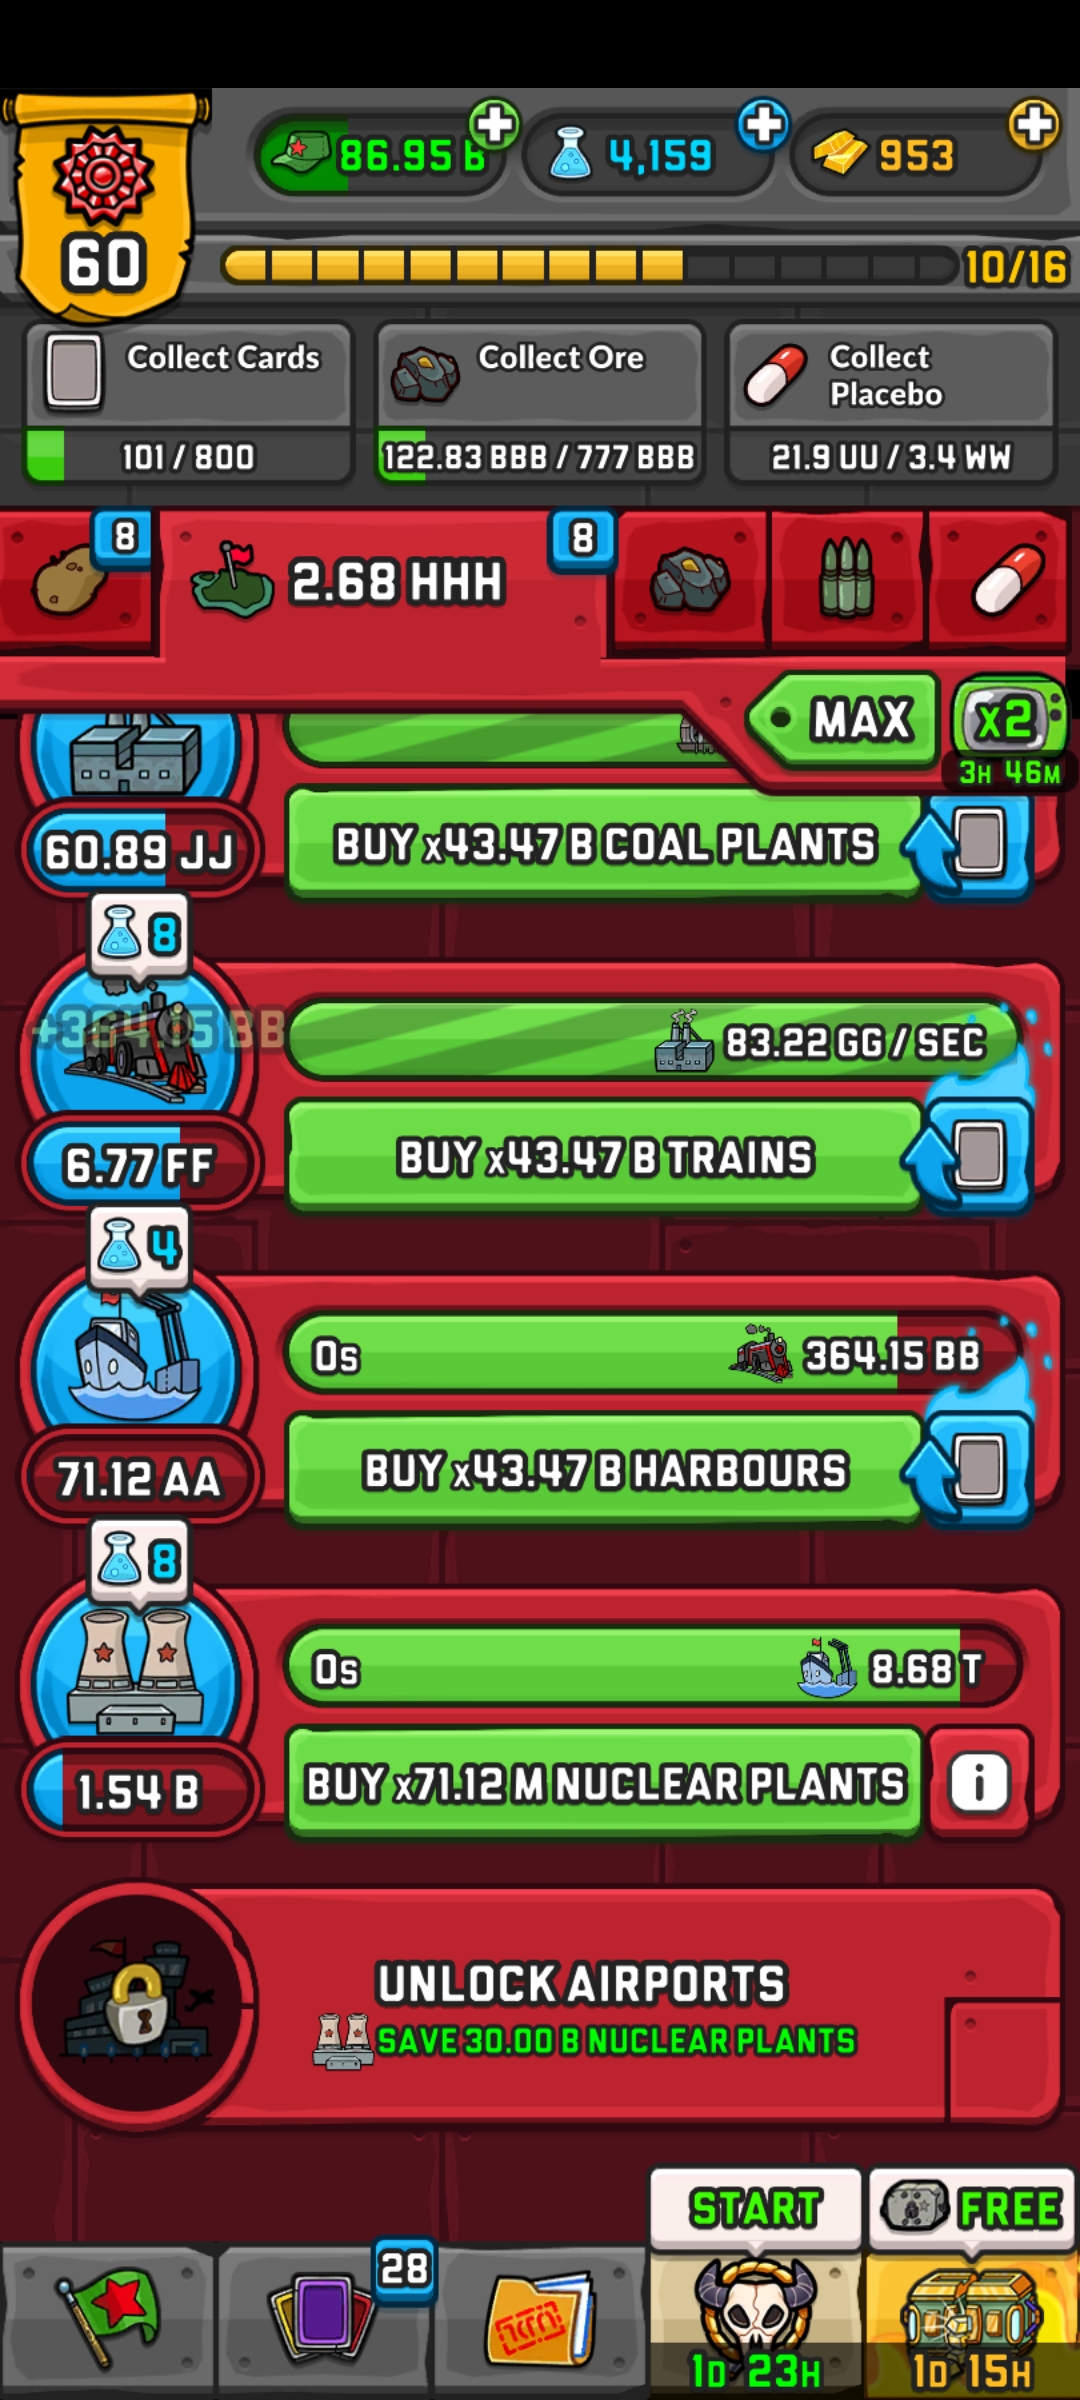 86.95 B
4,159
953
60
10/16
Collect Cards
101 / 800
Collect Ore
122.83 BBB / 777 BBB
Collect
Placebo
21.9 UU / 3.4 WW
8
2.68 HHH
8
MAX
x2
3H 46M
60.89 JJ
BUY x43.47 B COAL PLANTS
8
+364.15 BB
83.22 GG / SEC
6.77 FF
BUY x43.47 B TRAINS
4
0s
364.15 BB
71.12 AA
BUY x43.47 B HARBOURS
8
0s
8.68 T
1.54 B
BUY x71.12 M NUCLEAR PLANTS
i
UNLOCK AIRPORTS
SAVE 30.00 B NUCLEAR PLANTS
START
FREE
28
1D 23H
1D 15H